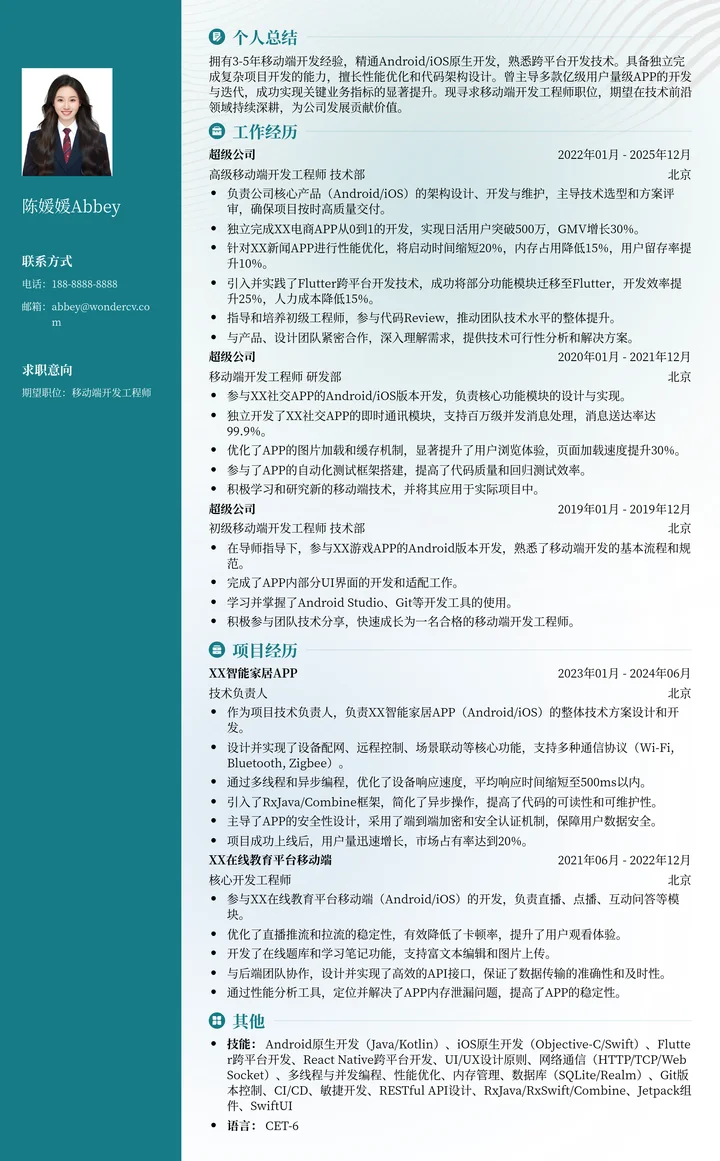 陈媛媛Abbey
联系方式
电话：188-8888-8888
邮箱：abbey@wondercv.co
m
求职意向
期望职位：移动端开发工程师
个人总结
拥有3-5年移动端开发经验，精通Android/iOS原生开发，熟悉跨平台开发技术。具备独立完
成复杂项目开发的能力，擅长性能优化和代码架构设计。曾主导多款亿级用户量级APP的开发
与迭代，成功实现关键业务指标的显著提升。现寻求移动端开发工程师职位，期望在技术前沿
领域持续深耕，为公司发展贡献价值。
工作经历
超级公司 2022年01月 - 2025年12月
高级移动端开发工程师 技术部 北京
• 负责公司核心产品（Android/iOS）的架构设计、开发与维护，主导技术选型和方案评
审，确保项目按时高质量交付。
• 独立完成XX电商APP从0到1的开发，实现日活用户突破500万，GMV增长30%。
• 针对XX新闻APP进行性能优化，将启动时间缩短20%，内存占用降低15%，用户留存率提
升10%。
• 引入并实践了Flutter跨平台开发技术，成功将部分功能模块迁移至Flutter，开发效率提
升25%，人力成本降低15%。
• 指导和培养初级工程师，参与代码Review，推动团队技术水平的整体提升。
• 与产品、设计团队紧密合作，深入理解需求，提供技术可行性分析和解决方案。
超级公司 2020年01月 - 2021年12月
移动端开发工程师 研发部 北京
• 参与XX社交APP的Android/iOS版本开发，负责核心功能模块的设计与实现。
• 独立开发了XX社交APP的即时通讯模块，支持百万级并发消息处理，消息送达率达
99.9%。
• 优化了APP的图片加载和缓存机制，显著提升了用户浏览体验，页面加载速度提升30%。
• 参与了APP的自动化测试框架搭建，提高了代码质量和回归测试效率。
• 积极学习和研究新的移动端技术，并将其应用于实际项目中。
超级公司 2019年01月 - 2019年12月
初级移动端开发工程师 技术部 北京
• 在导师指导下，参与XX游戏APP的Android版本开发，熟悉了移动端开发的基本流程和规
范。
• 完成了APP内部分UI界面的开发和适配工作。
• 学习并掌握了Android Studio、Git等开发工具的使用。
• 积极参与团队技术分享，快速成长为一名合格的移动端开发工程师。
项目经历
XX智能家居APP 2023年01月 - 2024年06月
技术负责人 北京
• 作为项目技术负责人，负责XX智能家居APP（Android/iOS）的整体技术方案设计和开
发。
• 设计并实现了设备配网、远程控制、场景联动等核心功能，支持多种通信协议（Wi-Fi,
Bluetooth, Zigbee）。
• 通过多线程和异步编程，优化了设备响应速度，平均响应时间缩短至500ms以内。
• 引入了RxJava/Combine框架，简化了异步操作，提高了代码的可读性和可维护性。
• 主导了APP的安全性设计，采用了端到端加密和安全认证机制，保障用户数据安全。
• 项目成功上线后，用户量迅速增长，市场占有率达到20%。
XX在线教育平台移动端 2021年06月 - 2022年12月
核心开发工程师 北京
• 参与XX在线教育平台移动端（Android/iOS）的开发，负责直播、点播、互动问答等模
块。
• 优化了直播推流和拉流的稳定性，有效降低了卡顿率，提升了用户观看体验。
• 开发了在线题库和学习笔记功能，支持富文本编辑和图片上传。
• 与后端团队协作，设计并实现了高效的API接口，保证了数据传输的准确性和及时性。
• 通过性能分析工具，定位并解决了APP内存泄漏问题，提高了APP的稳定性。
其他
• 技能： Android原生开发（Java/Kotlin）、iOS原生开发（Objective-C/Swift）、Flutte
r跨平台开发、React Native跨平台开发、UI/UX设计原则、网络通信（HTTP/TCP/Web
Socket）、多线程与并发编程、性能优化、内存管理、数据库（SQLite/Realm）、Git版
本控制、CI/CD、敏捷开发、RESTful API设计、RxJava/RxSwift/Combine、Jetpack组
件、SwiftUI
• 语言： CET-6